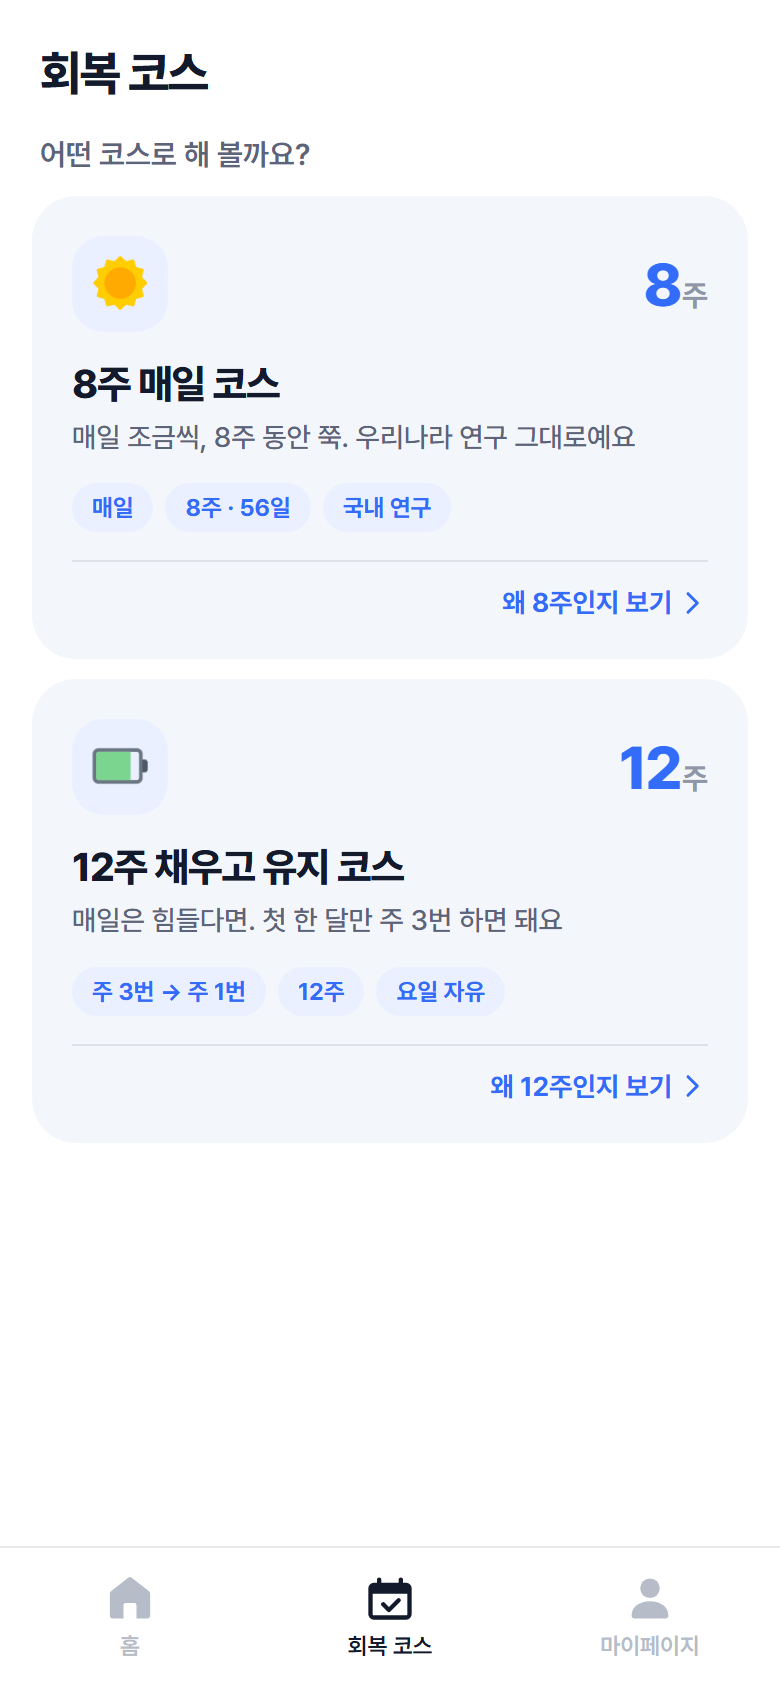 회복 코스
어떤 코스로 해 볼까요?
8주
8주 매일 코스
매일 조금씩, 8주 동안 쭉. 우리나라 연구 그대로예요
매일 8주 · 56일 국내 연구
왜 8주인지 보기
12주
12주 채우고 유지 코스
매일은 힘들다면. 첫 한 달만 주 3번 하면 돼요
주 3번 → 주 1번 12주 요일 자유
왜 12주인지 보기
홈 회복 코스 마이페이지